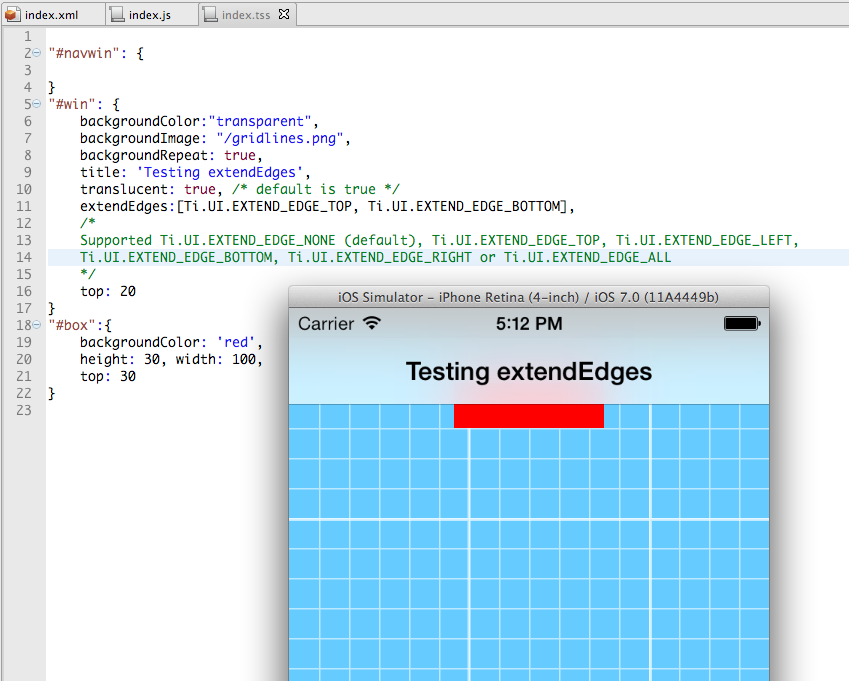 index.xml index.js index.tss
1
2 "#navwin": {
3
4 }
5 "#win": {
6 backgroundColor:"transparent",
7 backgroundImage: "/gridlines.png",
8 backgroundRepeat: true,
9 title: 'Testing extendEdges',
10 translucent: true, /* default is true */
11 extendEdges:[Ti.UI.EXTEND_EDGE_TOP, Ti.UI.EXTEND_EDGE_BOTTOM],
12 /*
13 Supported Ti.UI.EXTEND_EDGE_NONE (default), Ti.UI.EXTEND_EDGE_TOP, Ti.UI.EXTEND_EDGE_LEFT,
14 Ti.UI.EXTEND_EDGE_BOTTOM, Ti.UI.EXTEND_EDGE_RIGHT or Ti.UI.EXTEND_EDGE_ALL
15 */
16 top: 20
17 }
18 "#box":{
19 backgroundColor: 'red',
20 height: 30, width: 100,
21 top: 30
22 }
23
iOS Simulator – iPhone Retina (4-inch) / iOS 7.0 (11A4449b)
Carrier 5:12 PM
Testing extendEdges